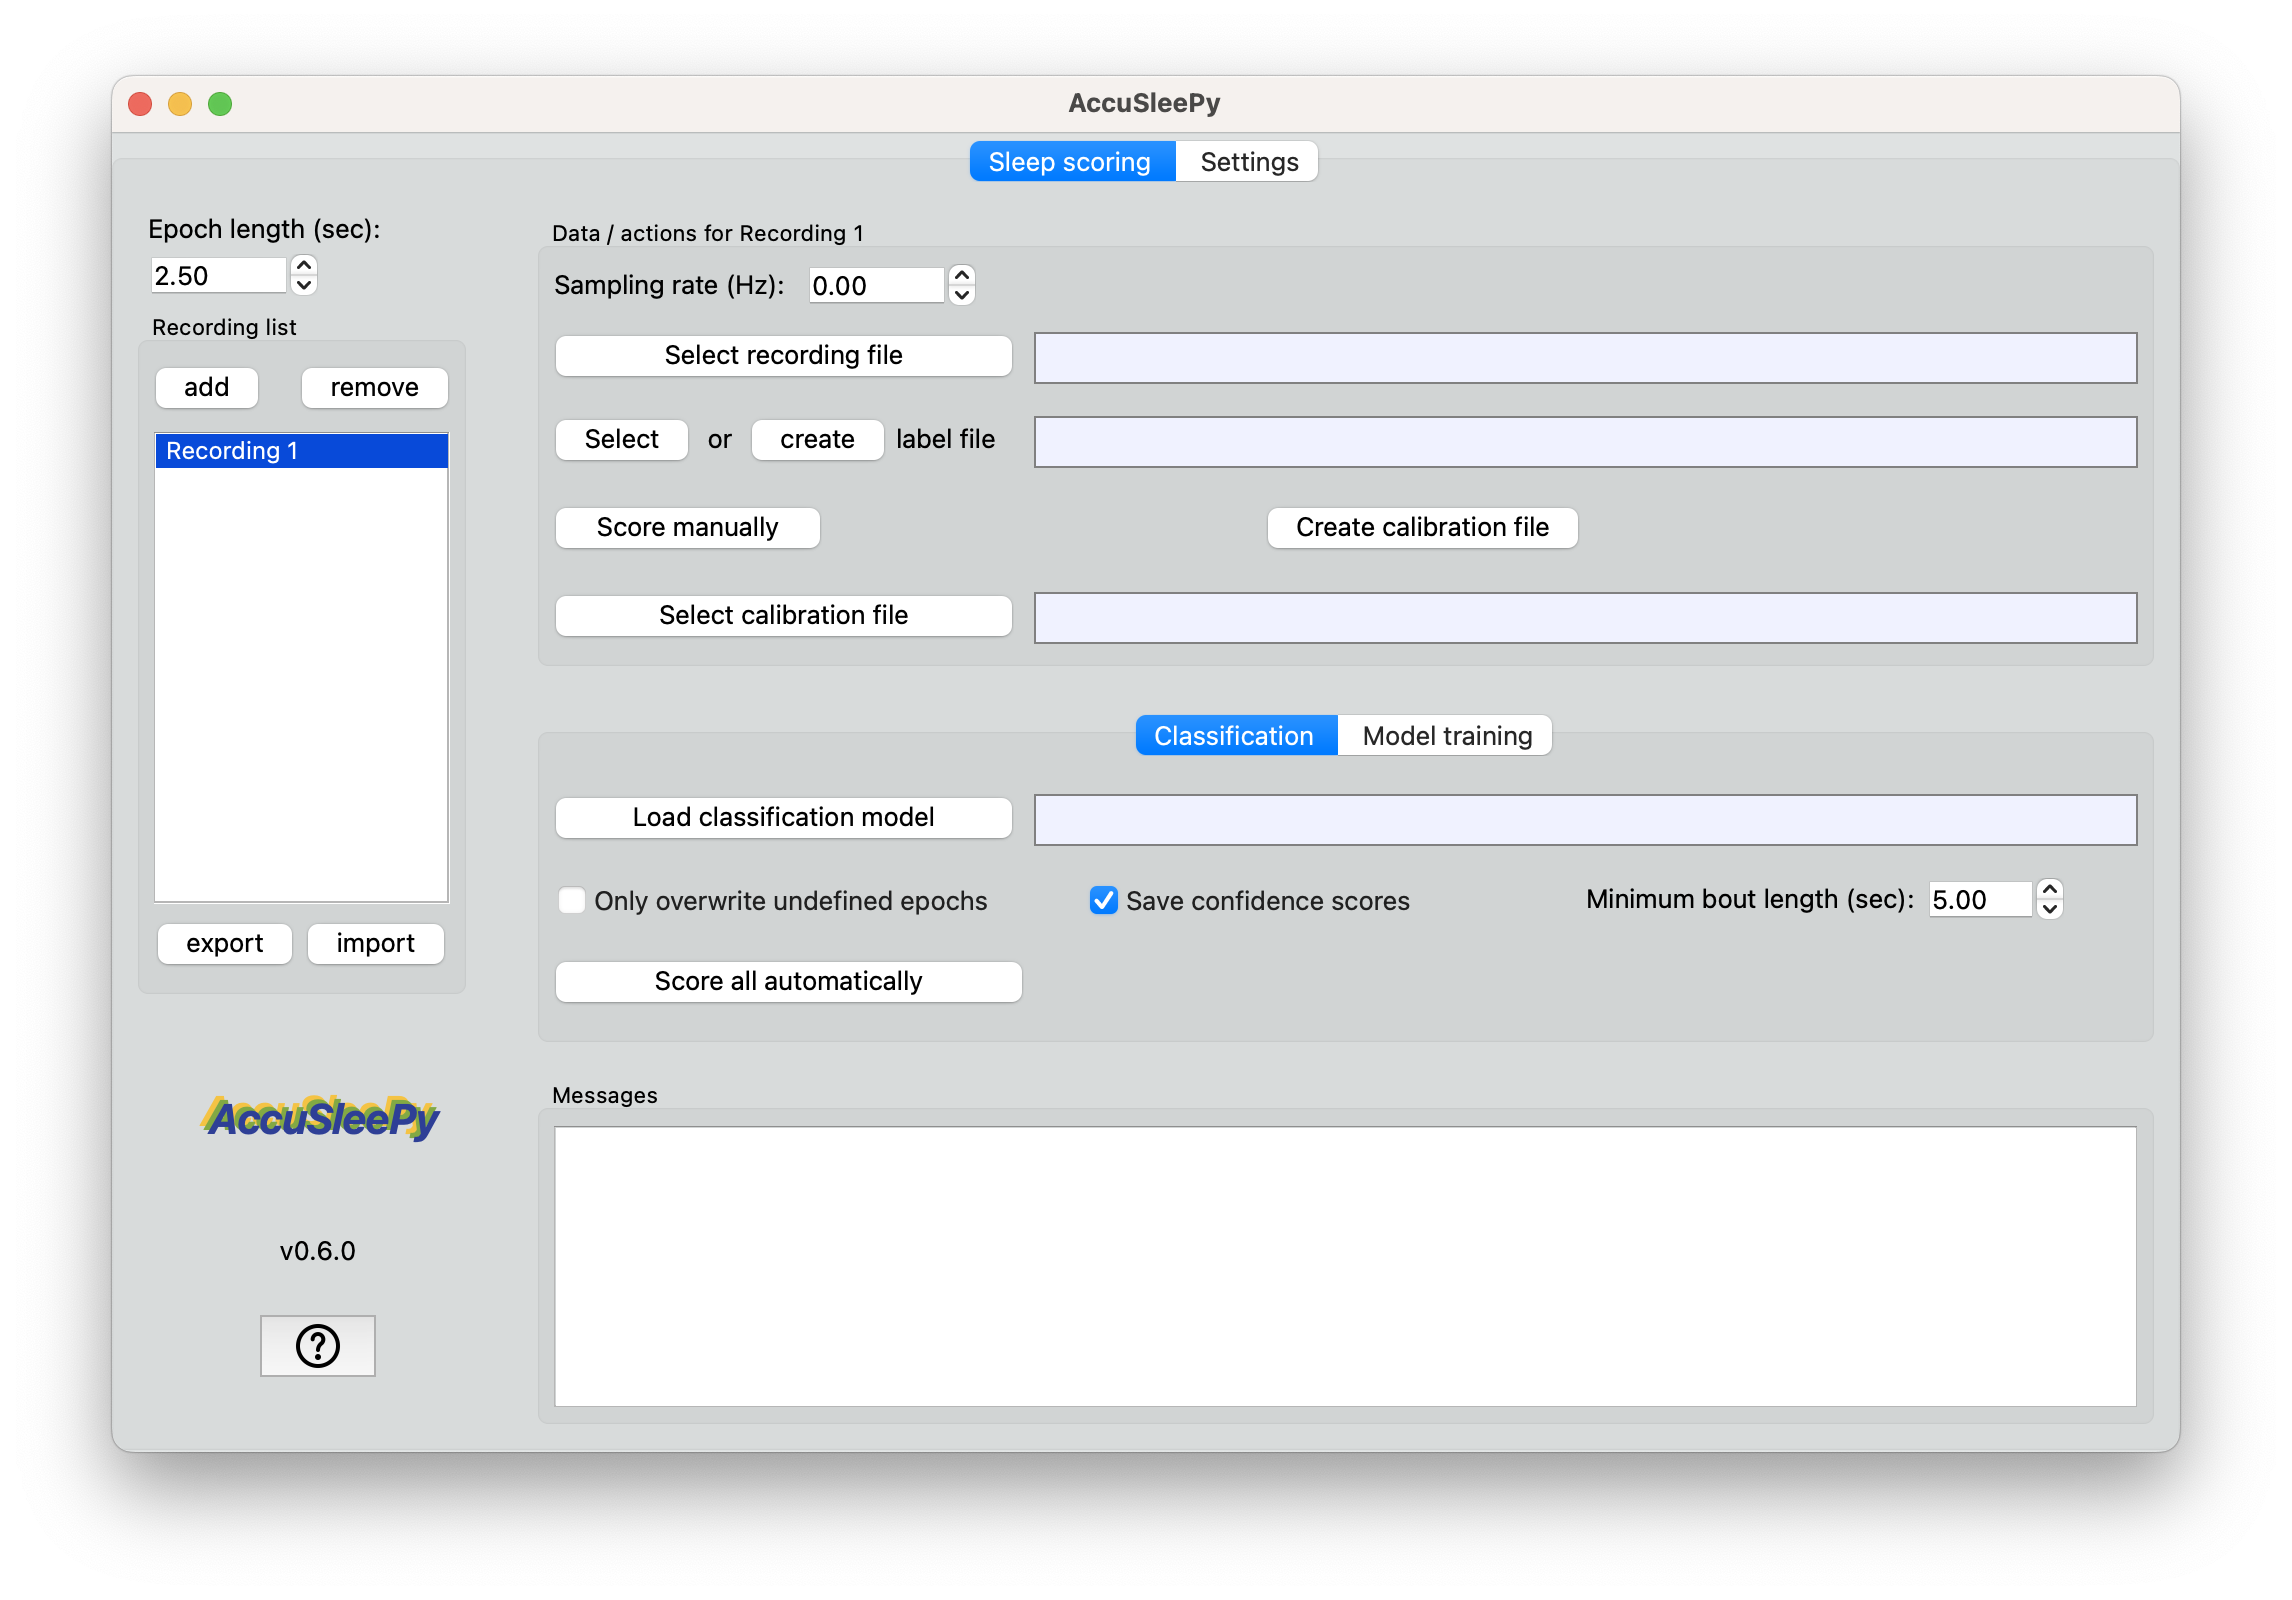 AccuSleePy
Sleep scoring
Settings
Epoch length (sec):
2.50
Recording list
add
remove
Recording 1
export
import
AccuSleePy
v0.6.0
?
Data / actions for Recording 1
Sampling rate (Hz):
0.00
Select recording file
Select or create label file
Score manually
Create calibration file
Select calibration file
Classification
Model training
Load classification model
Only overwrite undefined epochs
Save confidence scores
Minimum bout length (sec):
5.00
Score all automatically
Messages